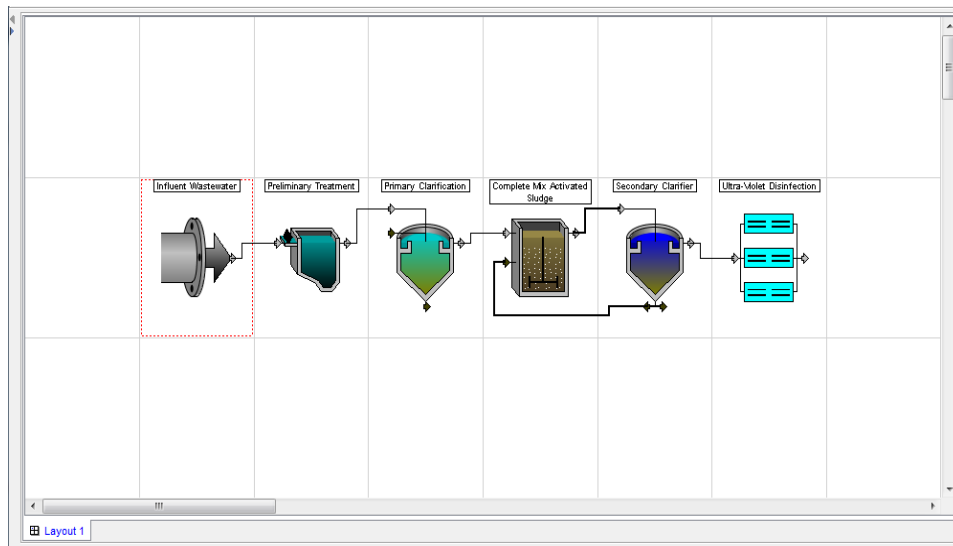 Influent Wastewater
Preliminary Treatment
Primary Clarification
Complete Mix Activated
Sludge
Secondary Clarifier
Ultra-Violet Disinfection
Layout 1